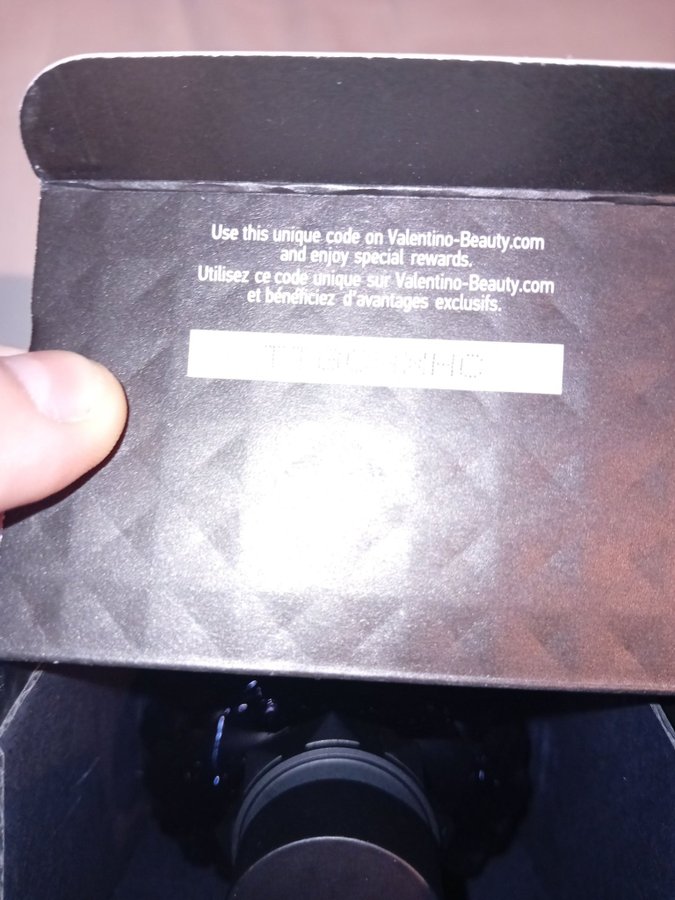 Use this unique code on Valentino-Beauty.com
and enjoy special rewards.
Utilisez ce code unique sur Valentino-Beauty.com
et bénéficiez d'avantages exclusifs.